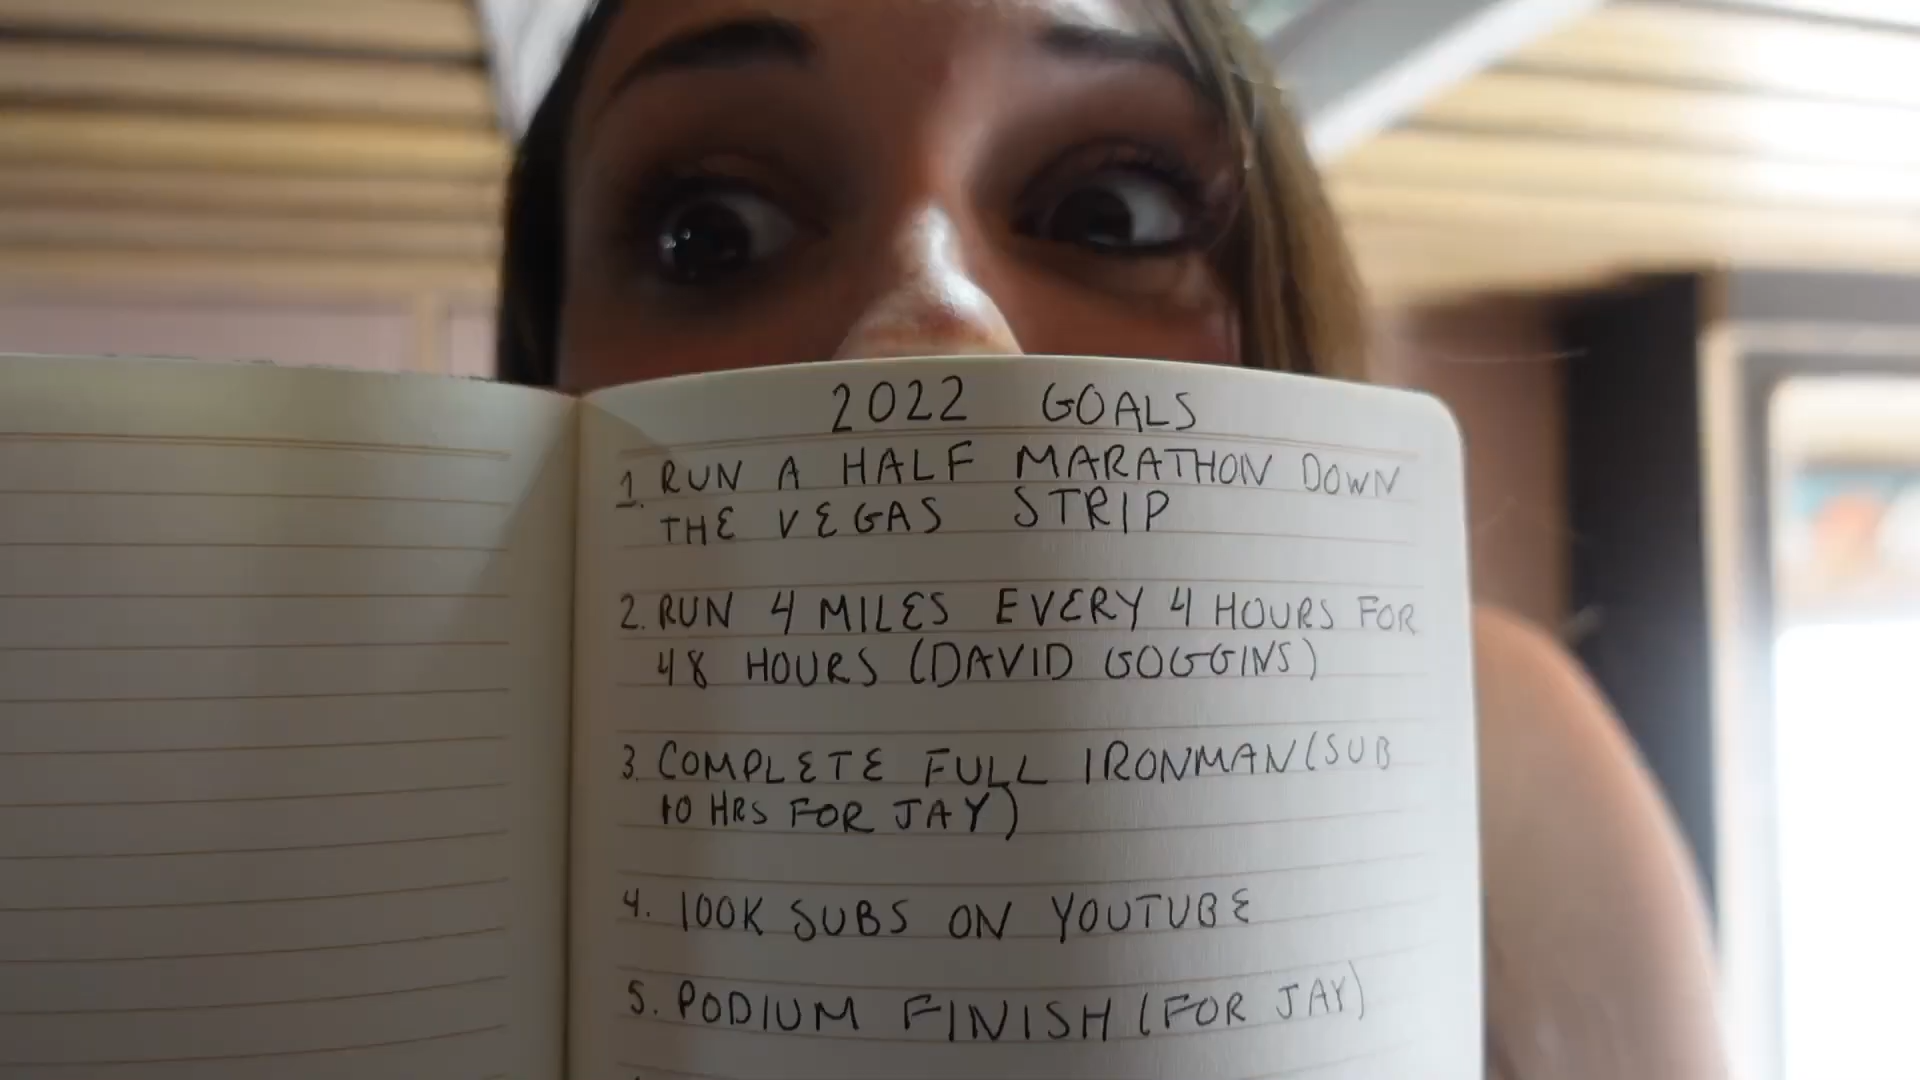 2022 GOALS
1. RUN A HALF MARATHON DOWN
THE VEGAS STRIP
2. RUN 4 MILES EVERY 4 HOURS FOR
48 HOURS (DAVID GOGGINS)
3. COMPLETE FULL IRONMAN (SUB
10 HRS FOR JAY)
4. 100K SUBS ON YOUTUBE
5. PODIUM FINISH (FOR JAY)